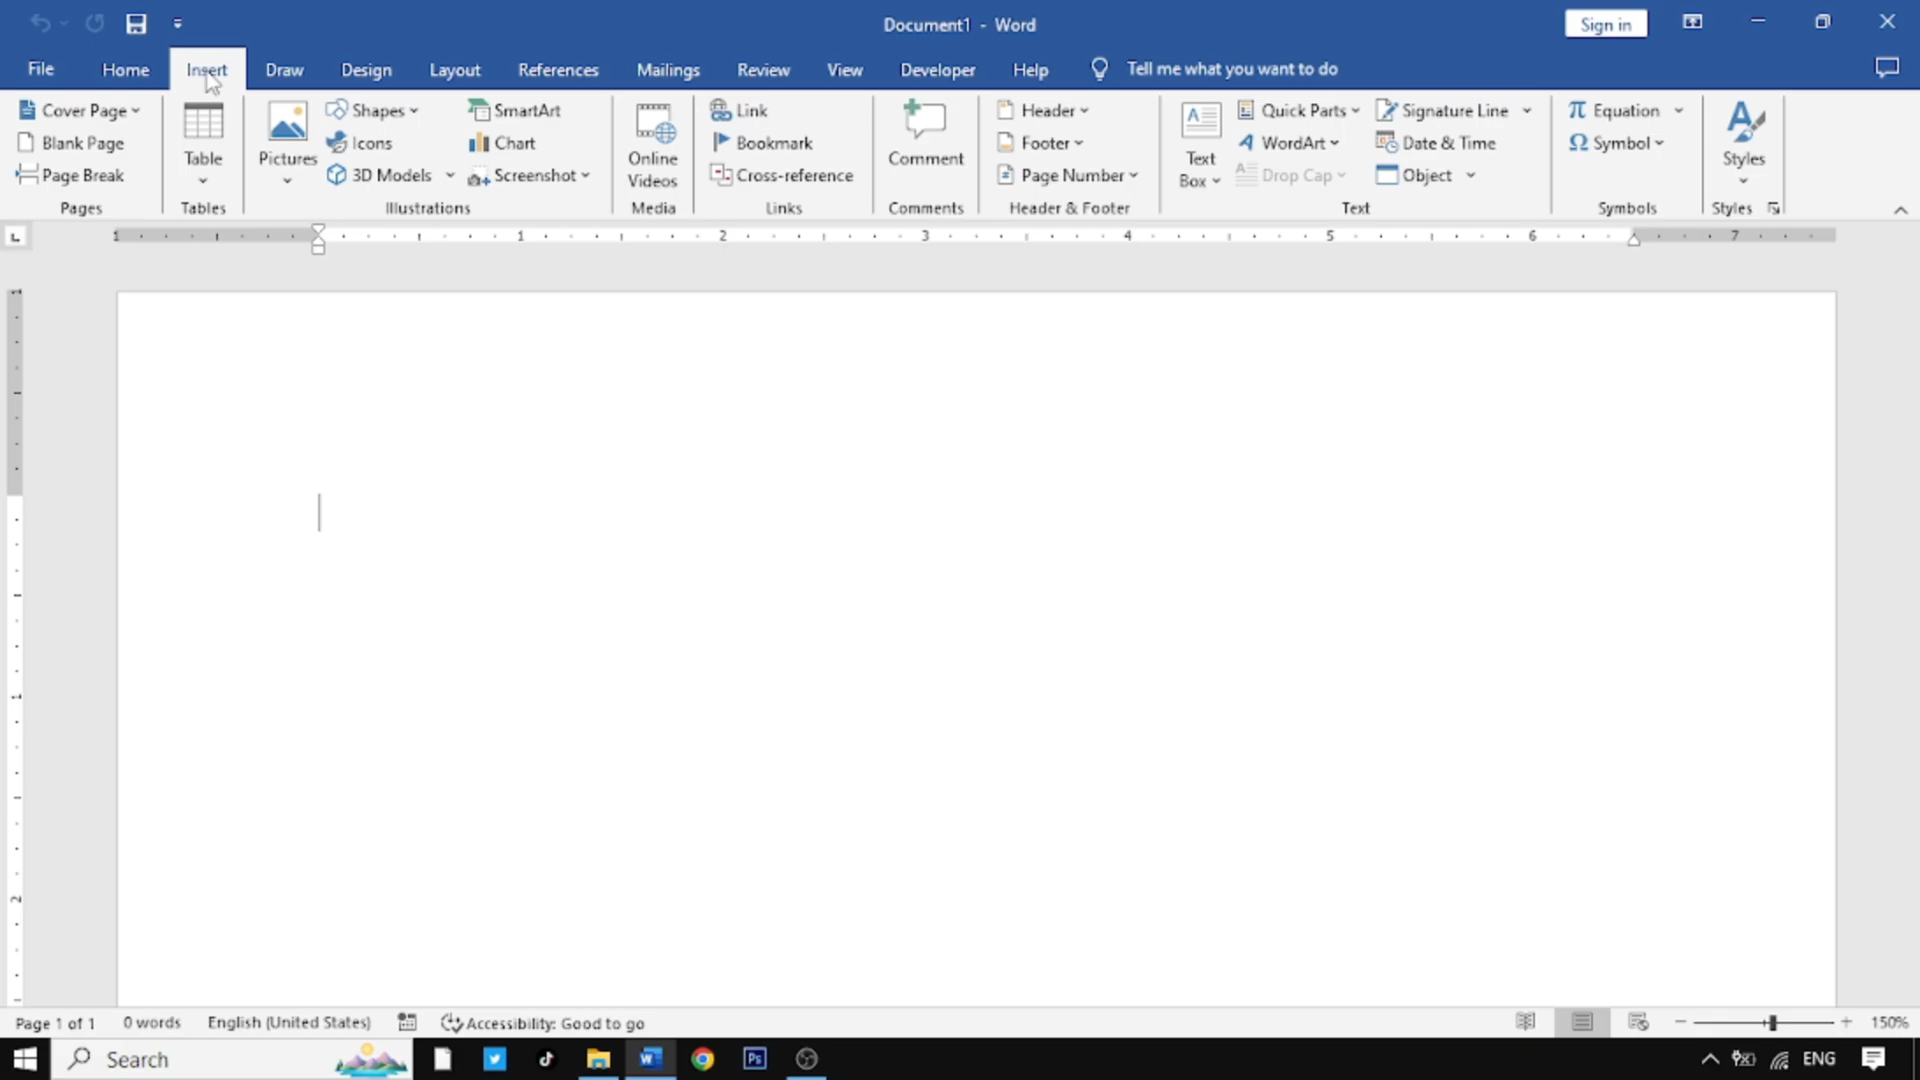 Document1 - Word
Sign in
File Home Insert Draw Design Layout References Mailings Review View Developer Help Tell me what you want to do
Cover Page
Blank Page
Page Break
Pages
Table
Tables
Pictures
Shapes
Icons
3D Models
SmartArt
Chart
Screenshot
Illustrations
Online
Videos
Media
Link
Bookmark
Cross-reference
Links
Comment
Comments
Header
Footer
Page Number
Header & Footer
Text
Box
Quick Parts
WordArt
Drop Cap
Signature Line
Date & Time
Object
Text
Equation
Symbol
Symbols
Styles
Styles
1 1 2 3 4 5 6 7
1
1
2
Page 1 of 1 0 words English (United States) Accessibility: Good to go 150%
Search ENG